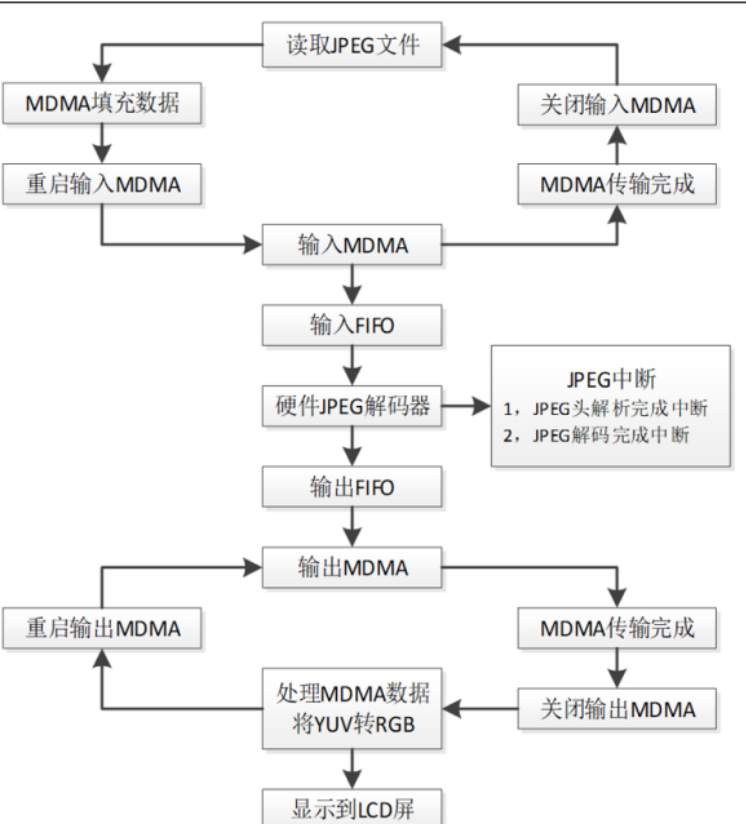 读取JPEG文件
MDMA填充数据
关闭输入MDMA
重启输入MDMA
MDMA传输完成
输入MDMA
输入FIFO
硬件JPEG解码器
JPEG中断
1，JPEG头解析完成中断
2，JPEG解码完成中断
输出FIFO
输出MDMA
重启输出MDMA
MDMA传输完成
处理MDMA数据
将YUV转RGB
关闭输出MDMA
显示到LCD屏